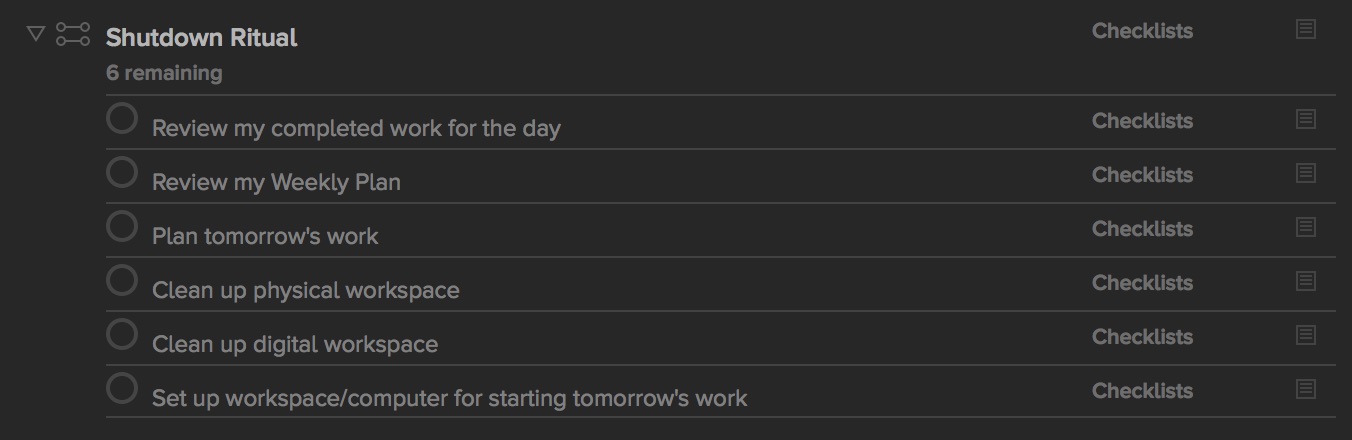 Shutdown Ritual Checklists
6 remaining
Review my completed work for the day Checklists
Review my Weekly Plan Checklists
Plan tomorrow's work Checklists
Clean up physical workspace Checklists
Clean up digital workspace Checklists
Set up workspace/computer for starting tomorrow's work Checklists